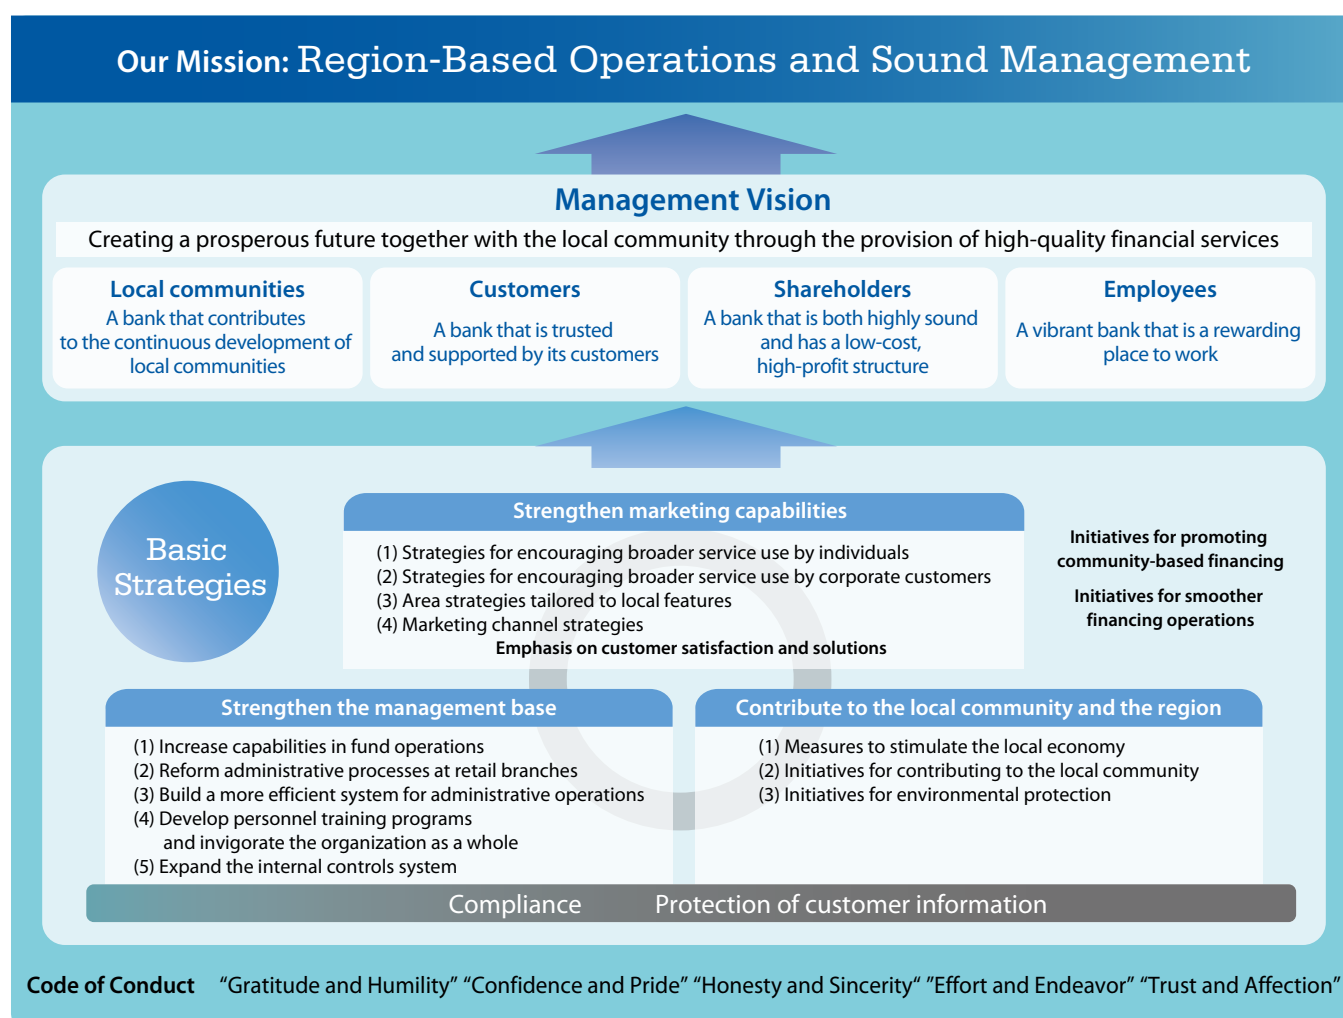 Our Mission: Region-Based Operations and Sound Management
Management Vision
Creating a prosperous future together with the local community through the provision of high-quality financial services
Local communities
A bank that contributes
to the continuous development of
local communities
Customers
A bank that is trusted
and supported by its customers
Shareholders
A bank that is both highly sound
and has a low-cost,
high-profit structure
Employees
A vibrant bank that is a rewarding
place to work
Basic
Strategies
Strengthen marketing capabilities
(1) Strategies for encouraging broader service use by individuals
(2) Strategies for encouraging broader service use by corporate customers
(3) Area strategies tailored to local features
(4) Marketing channel strategies
Emphasis on customer satisfaction and solutions
Initiatives for promoting
community-based financing
Initiatives for smoother
financing operations
Strengthen the management base
(1) Increase capabilities in fund operations
(2) Reform administrative processes at retail branches
(3) Build a more efficient system for administrative operations
(4) Develop personnel training programs
and invigorate the organization as a whole
(5) Expand the internal controls system
Contribute to the local community and the region
(1) Measures to stimulate the local economy
(2) Initiatives for contributing to the local community
(3) Initiatives for environmental protection
Compliance Protection of customer information
Code of Conduct “Gratitude and Humility” “Confidence and Pride” “Honesty and Sincerity“ ”Effort and Endeavor” “Trust and Affection”